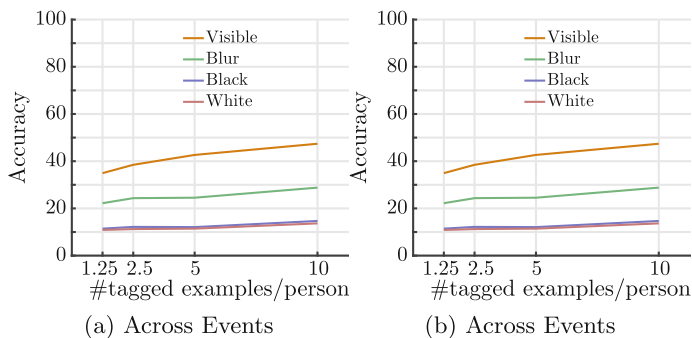 100
80
60
40
20
0
Accuracy
Visible
Blur
Black
White
1.25 2.5 5 10
#tagged examples/person
(a) Across Events
100
80
60
40
20
0
Accuracy
Visible
Blur
Black
White
1.25 2.5 5 10
#tagged examples/person
(b) Across Events